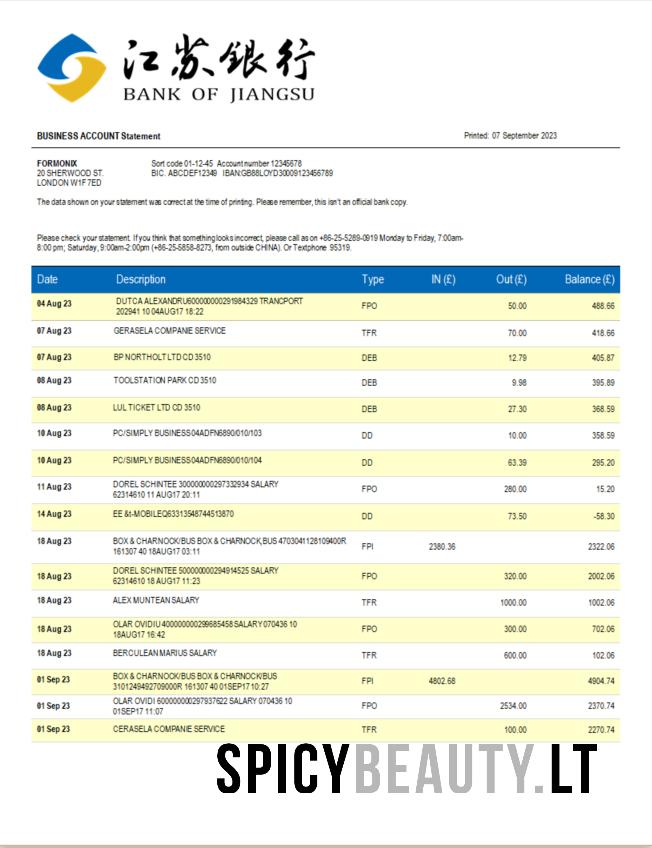 江苏银行
BANK OF JIANGSU
BUSINESS ACCOUNT Statement Printed: 07 September 2023
FORMONIX Sort code 01-12-45 Account number 12345678
20 SHERWOOD ST. BIC. ABCDEF12349 IBAN:GB88LOYD30009123456789
LONDON W1F 7ED
The data shown on your statement was correct at the time of printing. Please remember, this isn't an official bank copy.
Please check your statement. If you think that something looks incorrect, please call as on +86-25-5289-0919 Monday to Friday, 7:00am-
8:00 pm; Saturday, 9:00am-2:00pm (+86-25-5858-8273, from outside CHINA). Or Textphone 95319.
Date Description Type IN (£) Out (£) Balance (£)
04 Aug 23 DUTCA ALEXANDRU600000000291984329 TRANCPORT FPO 50.00 488.66
202941 10 04AUG17 18:22
07 Aug 23 GERASELA COMPANIE SERVICE TFR 70.00 418.66
07 Aug 23 BP NORTHOLT LTD CD 3510 DEB 12.79 405.87
08 Aug 23 TOOLSTATION PARK CD 3510 DEB 9.98 395.89
08 Aug 23 LUL TICKET LTD CD 3510 DEB 27.30 368.59
10 Aug 23 PC/SIMPLY BUSINESS04ADFN6890/010/103 DD 10.00 358.59
10 Aug 23 PC/SIMPLY BUSINESS04ADFN6890/010/104 DD 63.39 295.20
11 Aug 23 DOREL SCHINTEE 300000000297332934 SALARY FPO 280.00 15.20
62314610 11 AUG17 20:11
14 Aug 23 EE &t-MOBILEQ63313548744513870 DD 73.50 -58.30
18 Aug 23 BOX & CHARNOCK/BUS BOX & CHARNOCK,BUS 4703041128109400R FPI 2380.36 2322.06
161307 40 18AUG17 03:11
18 Aug 23 DOREL SCHINTEE 500000000294914525 SALARY FPO 320.00 2002.06
62314610 18 AUG17 11:23
18 Aug 23 ALEX MUNTEAN SALARY TFR 1000.00 1002.06
18 Aug 23 OLAR OVIDIU 400000000299685458 SALARY 070436 10 FPO 300.00 702.06
18AUG17 16:42
18 Aug 23 BERCULEAN MARIUS SALARY TFR 600.00 102.06
01 Sep 23 BOX & CHARNOCK/BUS BOX & CHARNOCK/BUS FPI 4802.68 4904.74
3101249492709000R 161307 40 01SEP17 10:27
01 Sep 23 OLAR OVIDI 600000000297937622 SALARY 070436 10 FPO 2534.00 2370.74
01SEP17 11:07
01 Sep 23 CERASELA COMPANIE SERVICE TFR 100.00 2270.74
SPICYBEAUTY.LT